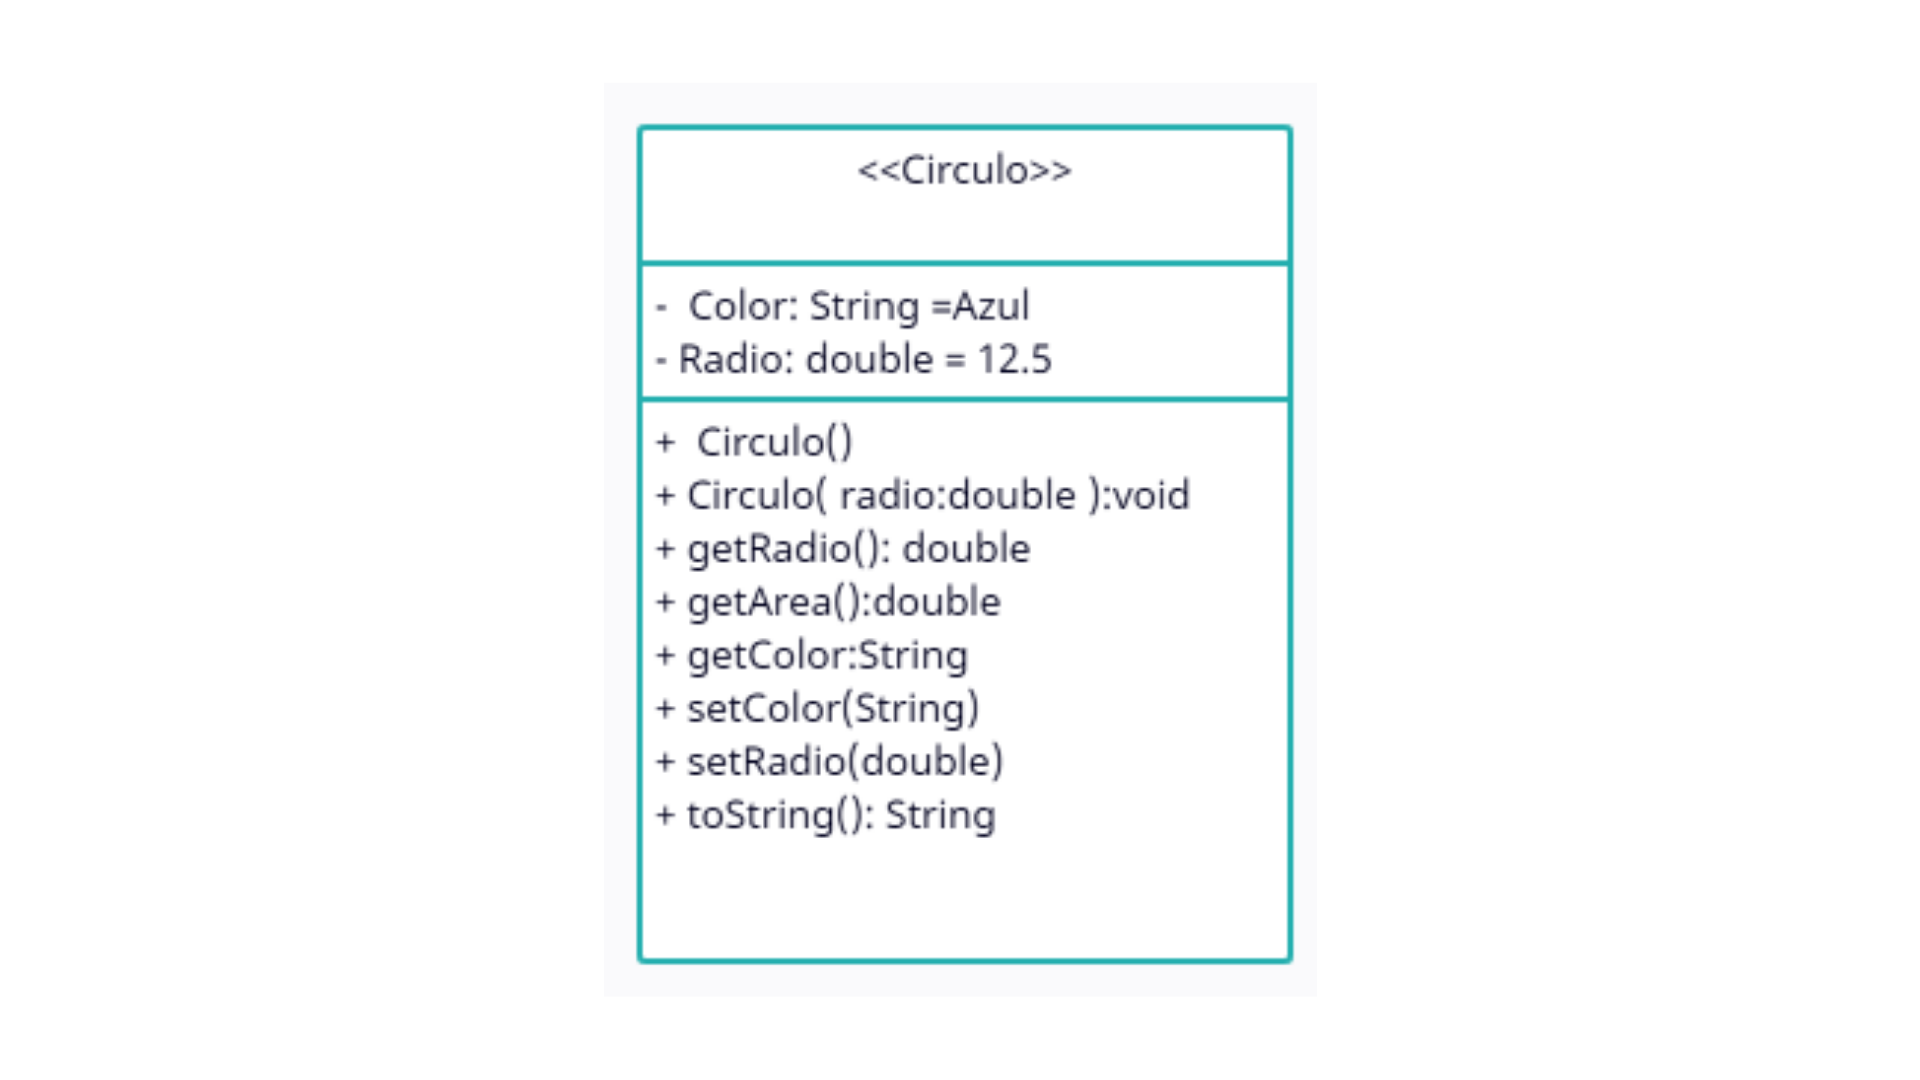 <<Circulo>>
-  Color: String =Azul
- Radio: double = 12.5
+  Circulo()
+ Circulo( radio:double ):void
+ getRadio(): double
+ getArea():double
+ getColor:String
+ setColor(String)
+ setRadio(double)
+ toString(): String